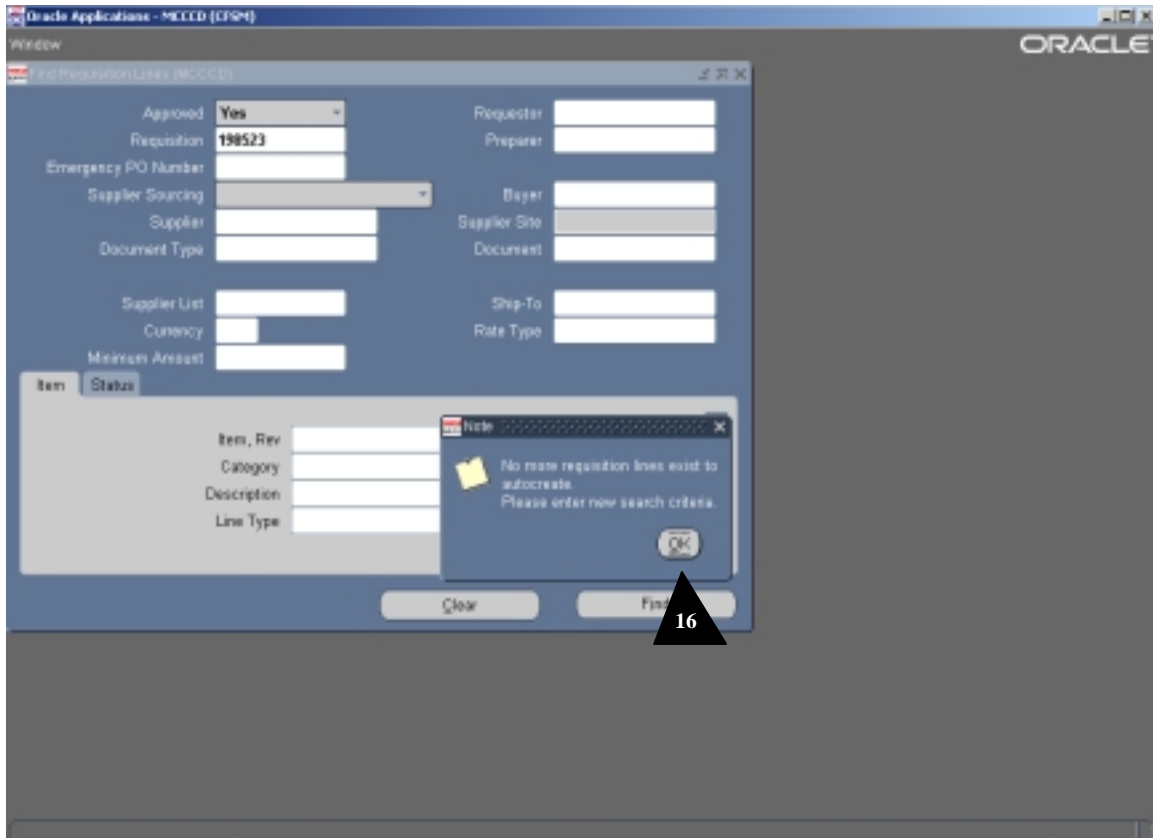 Oracle Applications - MCCCD (CFSM)
Window
ORACLE
Find Requisition Lines (MCCCD)
Approved Yes
Requestor
Requisition 198523
Preparer
Emergency PO Number
Supplier Sourcing
Buyer
Supplier
Supplier Site
Document Type
Document
Supplier List
Ship-To
Currency
Rate Type
Minimum Amount
Item Status
Item, Rev
Category
Description
Line Type
Note
No more requisition lines exist to
autocreate.
Please enter new search criteria.
OK
Clear
Find
16